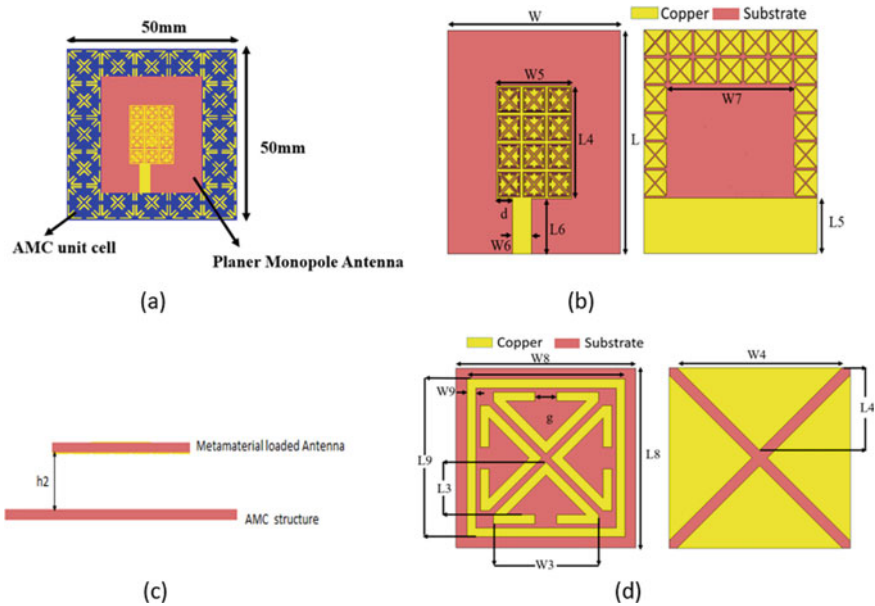 50mm
50mm
AMC unit cell
Planer Monopole Antenna
(a)
Copper Substrate
W
W5
L4
L
d
W6
L6
W7
L5
(b)
h2
Metamaterial loaded Antenna
AMC structure
(c)
Copper Substrate
W8
W9
g
L9
L3
L8
W3
W4
L4
(d)